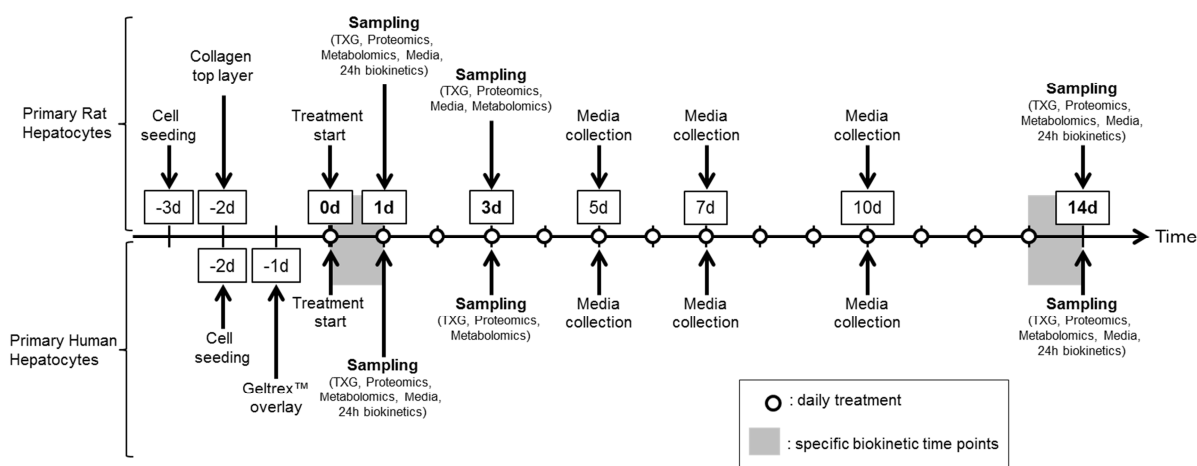 Primary Rat
Hepatocytes
Cell
seeding
Collagen
top layer
Treatment
start
Sampling
(TXG, Proteomics,
Metabolomics, Media,
24h biokinetics)
Sampling
(TXG, Proteomics,
Media, Metabolomics)
Media
collection
Media
collection
Media
collection
Sampling
(TXG, Proteomics,
Metabolomics, Media,
24h biokinetics)
-3d
-2d
0d
1d
3d
5d
7d
10d
14d
Time
-2d
-1d
Primary Human
Hepatocytes
Cell
seeding
Geltrex™
overlay
Treatment
start
Sampling
(TXG, Proteomics,
Metabolomics, Media,
24h biokinetics)
Sampling
(TXG, Proteomics,
Metabolomics)
Media
collection
Media
collection
Media
collection
Sampling
(TXG, Proteomics,
Metabolomics, Media,
24h biokinetics)
: daily treatment
: specific biokinetic time points